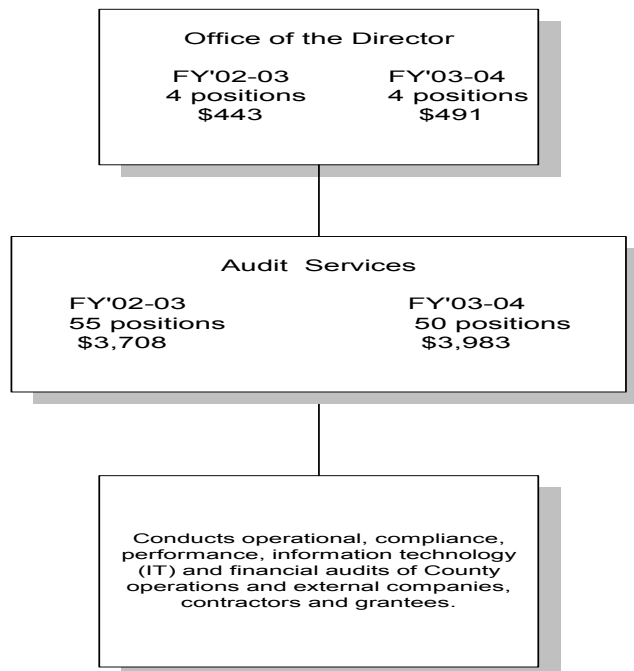 Office of the Director
FY'02-03 FY'03-04
4 positions 4 positions
$443 $491
Audit Services
FY'02-03 FY'03-04
55 positions 50 positions
$3,708 $3,983
Conducts operational, compliance,
performance, information technology
(IT) and financial audits of County
operations and external companies,
contractors and grantees.